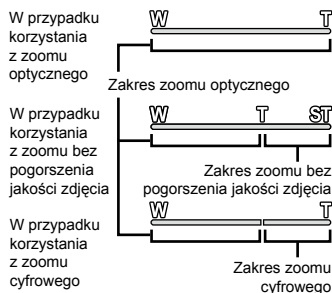 W przypadku
korzystania
z zoomu
optycznego
W T
Zakres zoomu optycznego
W przypadku
korzystania
z zoomu bez
pogorszenia
jakości zdjęcia
W T ST
Zakres zoomu bez
pogorszenia jakości zdjęcia
W przypadku
korzystania
z zoomu
cyfrowego
W T
Zakres zoomu
cyfrowego